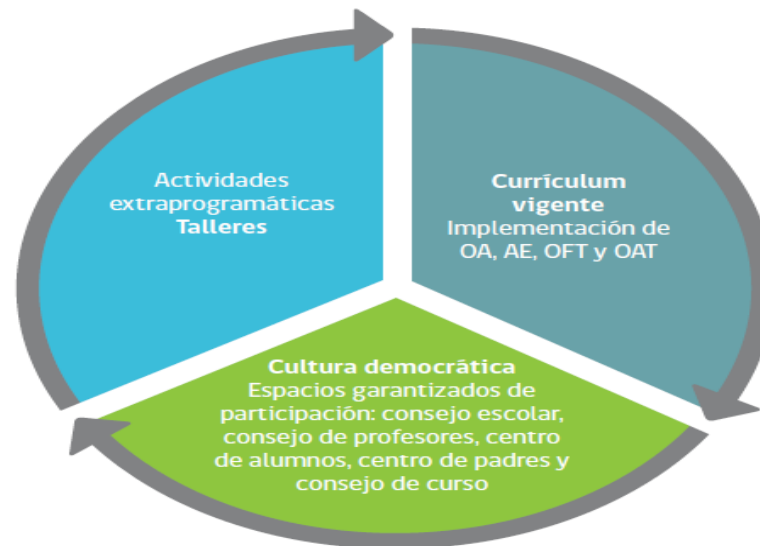 Actividades
extraprogramáticas
Talleres
Currículum
vigente
Implementación de
OA, AE, OFT y OAT
Cultura democrática
Espacios garantizados de
participación: consejo escolar,
consejo de profesores, centro
de alumnos, centro de padres y
consejo de curso